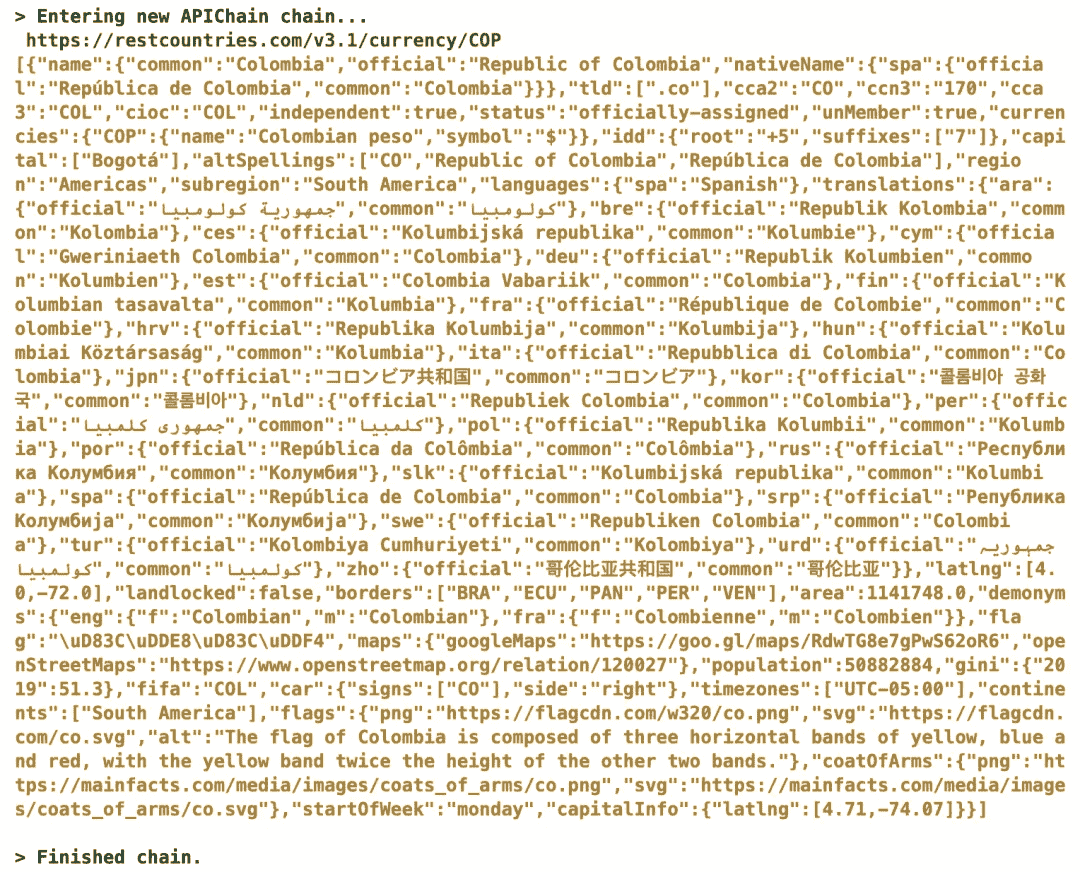 > Entering new APIChain chain...
https://restcountries.com/v3.1/currency/COP
[{"name":{"common":"Colombia","official":"Republic of Colombia","nativeName":{"spa":{"officia
l":"República de Colombia","common":"Colombia"}}},"tld":[".co"],"cca2":"CO","ccn3":"170","cca
3":"COL","cioc":"COL","independent":true,"status":"officially-assigned","unMember":true,"curren
cies":{"COP":{"name":"Colombian peso","symbol":"$"}},"idd":{"root":"+5","suffixes":["7"]},"capi
tal":["Bogotá"],"altSpellings":["CO","Republic of Colombia","República de Colombia"],"regio
n":"Americas","subregion":"South America","languages":{"spa":"Spanish"},"translations":{"ara":
{"official":"جمهورية كولومبيا","common":"كولومبيا"},"bre":{"official":"Republik Kolombia","comm
on":"Kolombia"},"ces":{"official":"Kolumbijská republika","common":"Kolumbie"},"cym":{"officia
l":"Gweriniaeth Colombia","common":"Colombia"},"deu":{"official":"Republik Kolumbien","commo
n":"Kolumbien"},"est":{"official":"Colombia Vabariik","common":"Colombia"},"fin":{"official":"K
olumbian tasavalta","common":"Kolumbia"},"fra":{"official":"République de Colombie","common":"C
olombie"},"hrv":{"official":"Republika Kolumbija","common":"Kolumbija"},"hun":{"official":"Kolu
mbiai Köztársaság","common":"Kolumbia"},"ita":{"official":"Repubblica di Colombia","common":"Co
lombia"},"jpn":{"official":"コロンビア共和国","common":"コロンビア"},"kor":{"official":"콜롬비아 공화
국","common":"콜롬비아"},"nld":{"official":"Republiek Colombia","common":"Colombia"},"per":{"offic
ial":"جمهوری کلمبیا","common":"کلمبیا"},"pol":{"official":"Republika Kolumbii","common":"Kolumb
ia"},"por":{"official":"República da Colômbia","common":"Colômbia"},"rus":{"official":"Республи
ка Колумбия","common":"Колумбия"},"slk":{"official":"Kolumbijská republika","common":"Kolumbi
a"},"spa":{"official":"República de Colombia","common":"Colombia"},"srp":{"official":"Република
Колумбија","common":"Колумбија"},"swe":{"official":"Republiken Colombia","common":"Colombi
a"},"tur":{"official":"Kolombiya Cumhuriyeti","common":"Kolombiya"},"urd":{"official":"جمہوریہ
کولمبیا","common":"کولمبیا"},"zho":{"official":"哥伦比亚共和国","common":"哥伦比亚"}},"latlng":[4.
0,-72.0],"landlocked":false,"borders":["BRA","ECU","PAN","PER","VEN"],"area":1141748.0,"demonym
s":{"eng":{"f":"Colombian","m":"Colombian"},"fra":{"f":"Colombienne","m":"Colombien"}},"fla
g":"\uD83C\uDDE8\uD83C\uDDF4","maps":{"googleMaps":"https://goo.gl/maps/RdwTG8e7gPwS62oR6","ope
nStreetMaps":"https://www.openstreetmap.org/relation/120027"},"population":50882884,"gini":{"20
19":51.3},"fifa":"COL","car":{"signs":["CO"],"side":"right"},"timezones":["UTC-05:00"],"contine
nts":["South America"],"flags":{"png":"https://flagcdn.com/w320/co.png","svg":"https://flagcdn.
com/co.svg","alt":"The flag of Colombia is composed of three horizontal bands of yellow, blue a
nd red, with the yellow band twice the height of the other two bands."},"coatOfArms":{"png":"ht
tps://mainfacts.com/media/images/coats_of_arms/co.png","svg":"https://mainfacts.com/media/image
s/coats_of_arms/co.svg"},"startOfWeek":"monday","capitalInfo":{"latlng":[4.71,-74.07]}}]
> Finished chain.